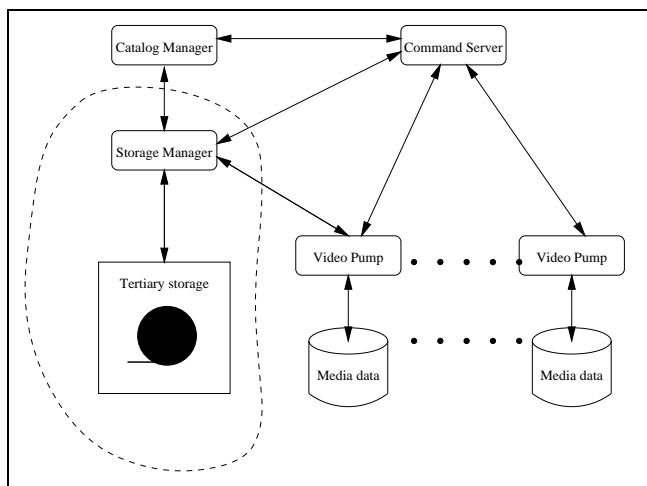 Catalog Manager
Command Server
Storage Manager
Video Pump
Video Pump
Tertiary storage
Media data
Media data